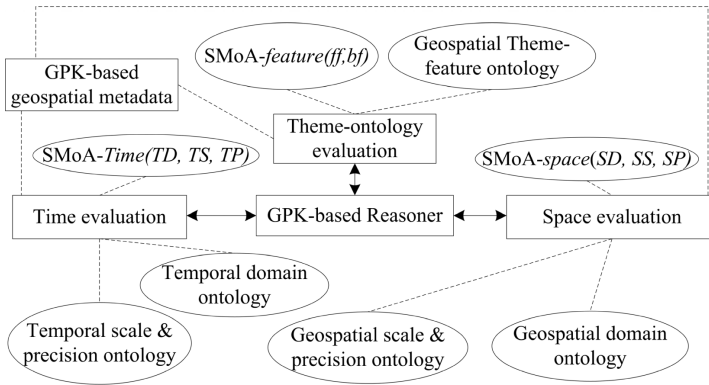 SMoA-feature(ff,bf)
Geospatial Theme-
feature ontology
GPK-based
geospatial metadata
Theme-ontology
evaluation
SMoA-Time(TD, TS, TP)
SMoA-space(SD, SS, SP)
Time evaluation
GPK-based Reasoner
Space evaluation
Temporal domain
ontology
Temporal scale &
precision ontology
Geospatial scale &
precision ontology
Geospatial domain
ontology